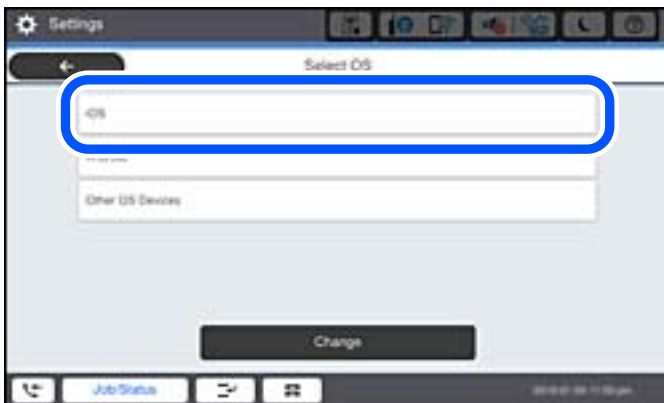 Settings
Select OS
iOS
Other OS Devices
Change
Job Status